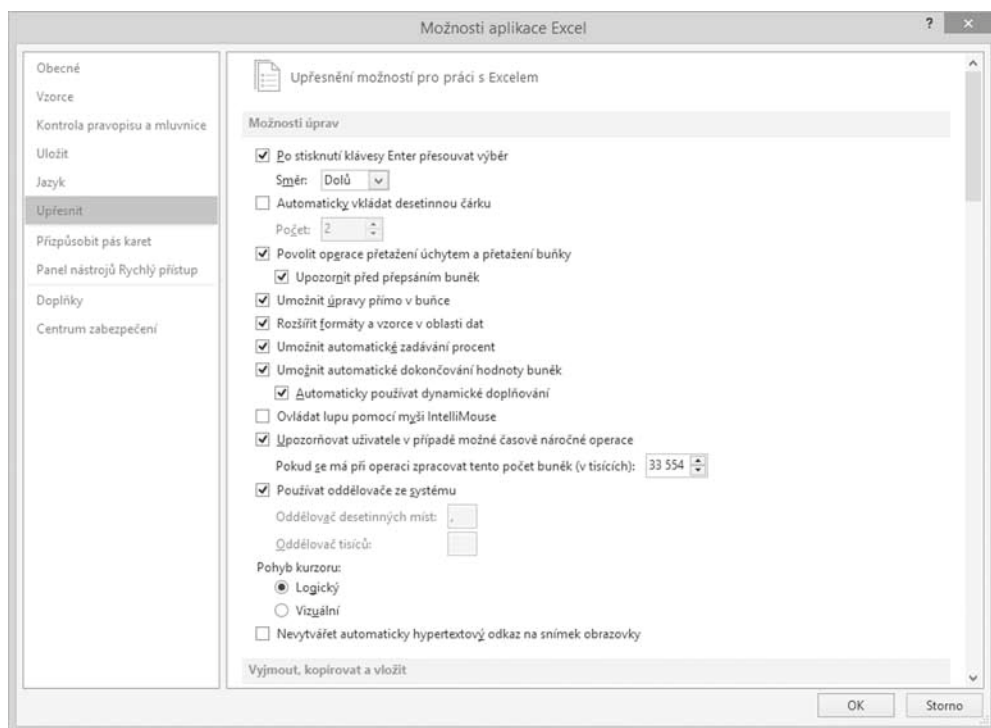 Možnosti aplikace Excel
?
Obecné
Vzorce
Kontrola pravopisu a mluvnice
Uložit
Jazyk
Upřesnit
Přizpůsobit pás karet
Panel nástrojů Rychlý přístup
Doplňky
Centrum zabezpečení
Upřesnění možností pro práci s Excelem
Možnosti úprav
Po stisknutí klávesy Enter přesouvat výběr
Směr: Dolů
Automaticky vkládat desetinnou čárku
Počet: 2
Povolit operace přetažení úchytem a přetažení buňky
Upozornit před přepsáním buněk
Umožnit úpravy přímo v buňce
Rozšířit formáty a vzorce v oblasti dat
Umožnit automatické zadávání procent
Umožnit automatické dokončování hodnoty buněk
Automaticky používat dynamické doplňování
Ovládat lupu pomocí myši IntelliMouse
Upozorňovat uživatele v případě možné časově náročné operace
Pokud se má při operaci zpracovat tento počet buněk (v tisících): 33 554
Používat oddělovače ze systému
Oddělovač desetinných míst: ,
Oddělovač tisíců:
Pohyb kurzoru:
Logický
Vizuální
Nevytvářet automaticky hypertextový odkaz na snímek obrazovky
Vyjmout, kopírovat a vložit
OK
Storno